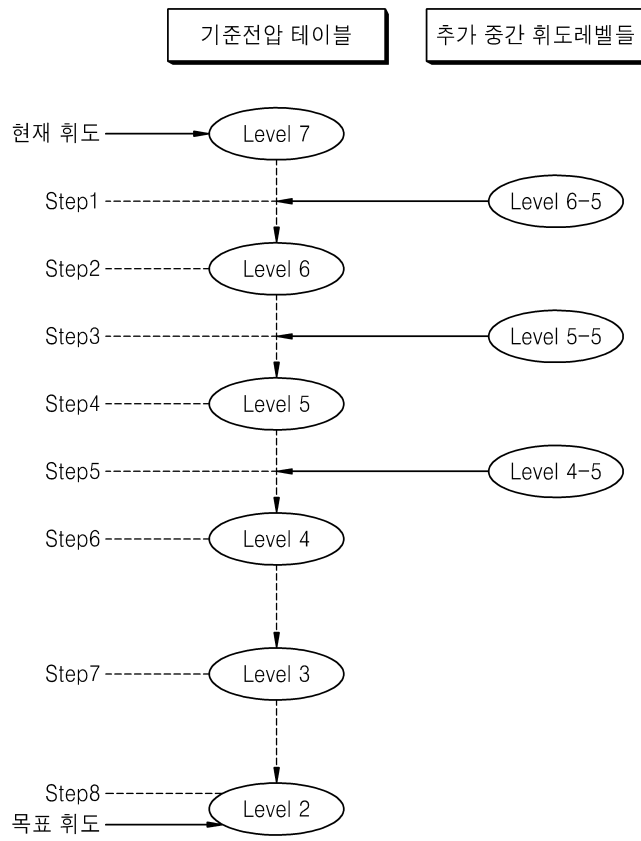 기준전압 테이블
추가 중간 휘도레벨들
현재 휘도
Level 7
Step1
Level 6-5
Step2
Level 6
Step3
Level 5-5
Step4
Level 5
Step5
Level 4-5
Step6
Level 4
Step7
Level 3
Step8
Level 2
목표 휘도